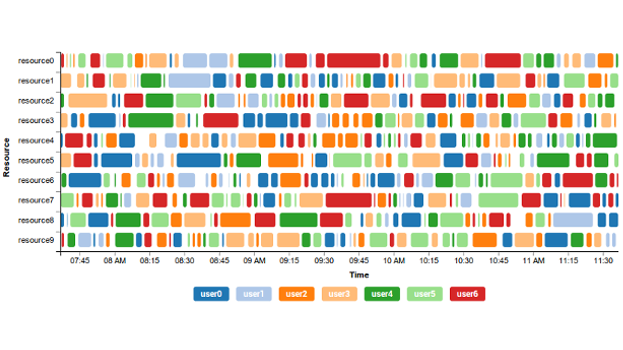 resource0
resource1
resource2
resource3
resource4
resource5
resource6
resource7
resource8
resource9
Resource
07:45 08 AM 08:15 08:30 08:45 09 AM 09:15 09:30 09:45 10 AM 10:15 10:30 10:45 11 AM 11:15 11:30
Time
user0 user1 user2 user3 user4 user5 user6